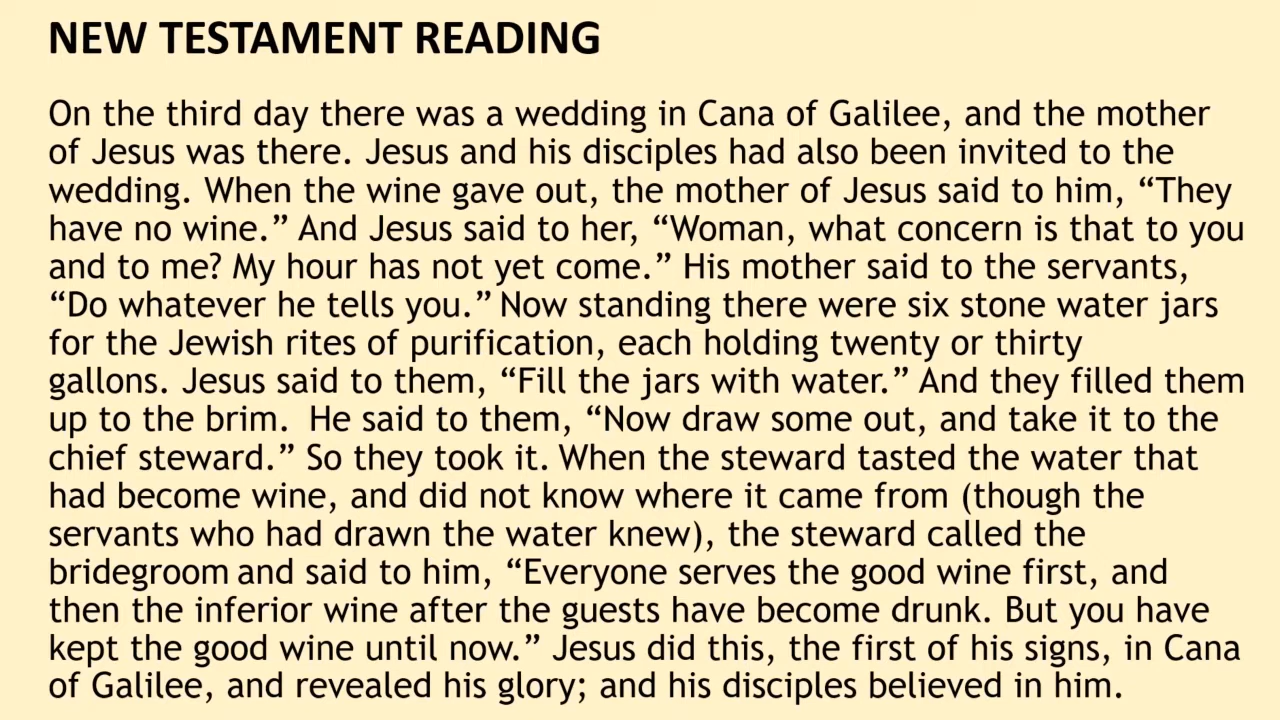 NEW TESTAMENT READING
On the third day there was a wedding in Cana of Galilee, and the mother
of Jesus was there. Jesus and his disciples had also been invited to the
wedding. When the wine gave out, the mother of Jesus said to him, “They
have no wine.” And Jesus said to her, “Woman, what concern is that to you
and to me? My hour has not yet come.” His mother said to the servants,
“Do whatever he tells you.” Now standing there were six stone water jars
for the Jewish rites of purification, each holding twenty or thirty
gallons. Jesus said to them, “Fill the jars with water.” And they filled them
up to the brim.  He said to them, “Now draw some out, and take it to the
chief steward.” So they took it. When the steward tasted the water that
had become wine, and did not know where it came from (though the
servants who had drawn the water knew), the steward called the
bridegroom and said to him, “Everyone serves the good wine first, and
then the inferior wine after the guests have become drunk. But you have
kept the good wine until now.” Jesus did this, the first of his signs, in Cana
of Galilee, and revealed his glory; and his disciples believed in him.